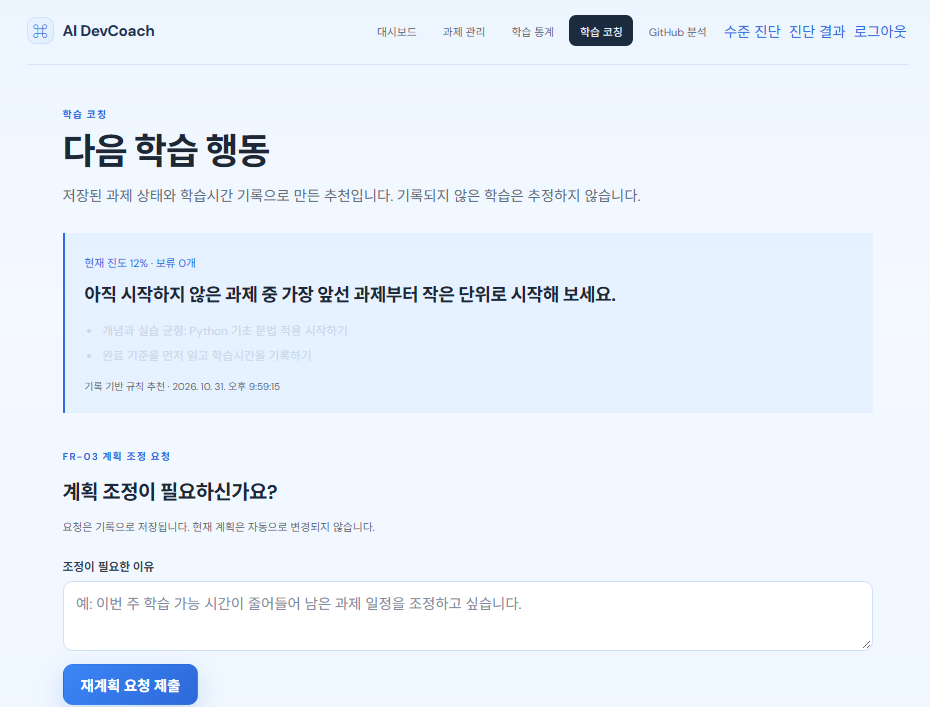 AI DevCoach
대시보드
과제 관리
학습 통계
학습 코칭
GitHub 분석
수준 진단
진단 결과
로그아웃
학습 코칭
다음 학습 행동
저장된 과제 상태와 학습시간 기록으로 만든 추천입니다. 기록되지 않은 학습은 추정하지 않습니다.
현재 진도 12% · 보류 0개
아직 시작하지 않은 과제 중 가장 앞선 과제부터 작은 단위로 시작해 보세요.
• 개념과 실습 균형: Python 기초 문법 적용 시작하기
• 완료 기준을 먼저 읽고 학습시간을 기록하기
기록 기반 규칙 추천 · 2026. 10. 31. 오후 9:59:15
FR-03 계획 조정 요청
계획 조정이 필요하신가요?
요청은 기록으로 저장됩니다. 현재 계획은 자동으로 변경되지 않습니다.
조정이 필요한 이유
예: 이번 주 학습 가능 시간이 줄어들어 남은 과제 일정을 조정하고 싶습니다.
재계획 요청 제출